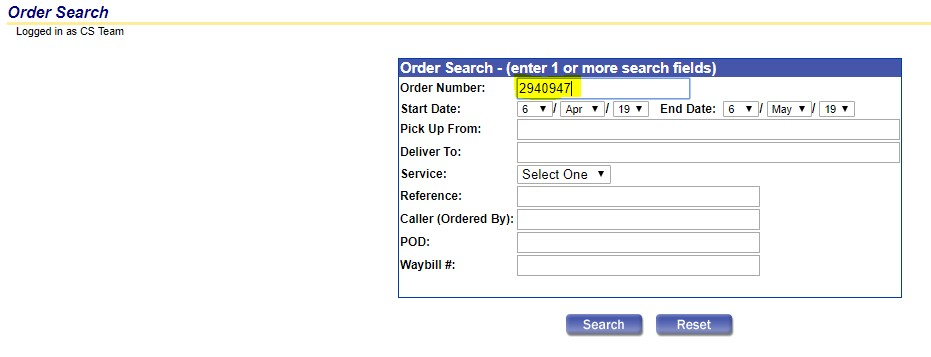 Order Search
Logged in as CS Team
Order Search - (enter 1 or more search fields)
Order Number: 2940947
Start Date: 6 / Apr / 19 End Date: 6 / May / 19
Pick Up From:
Deliver To:
Service: Select One
Reference:
Caller (Ordered By):
POD:
Waybill #:
Search Reset